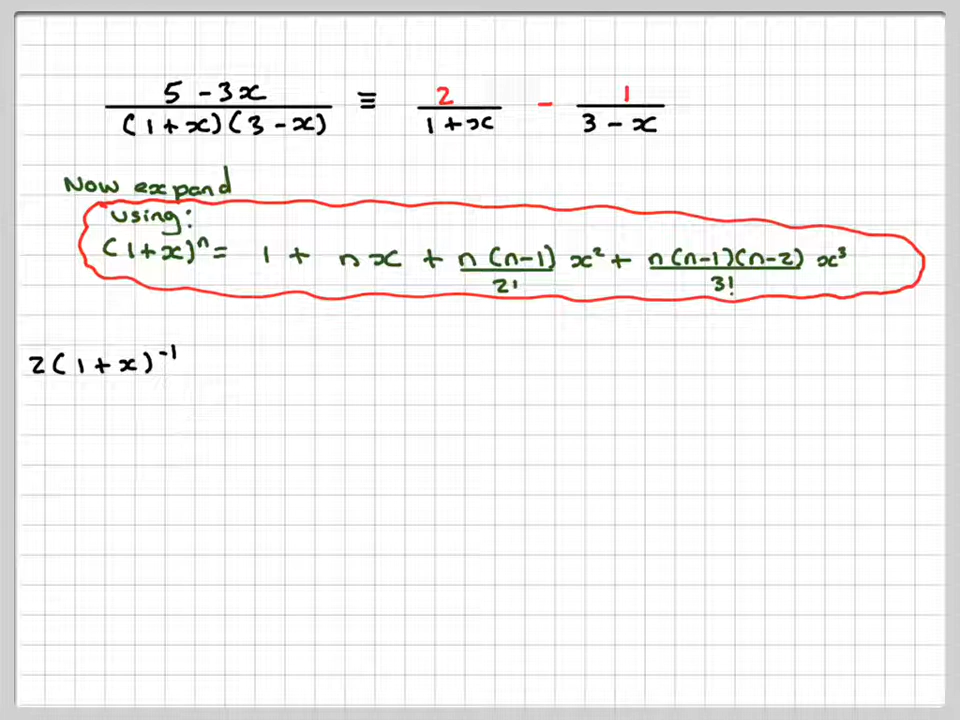 5 - 3x / (1 + x)(3 - x) ≡ 2 / 1 + x - 1 / 3 - x
Now expand
using:
(1+x)ⁿ = 1 + nx + n(n-1)/2! x² + n(n-1)(n-2)/3! x³
2(1+x)⁻¹